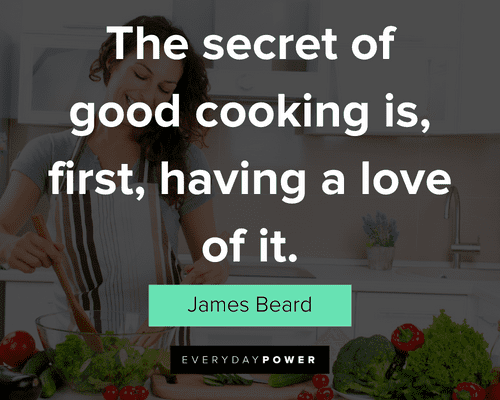 The secret of
good cooking is,
first, having a love
of it.
James Beard
EVERYDAYPOWER